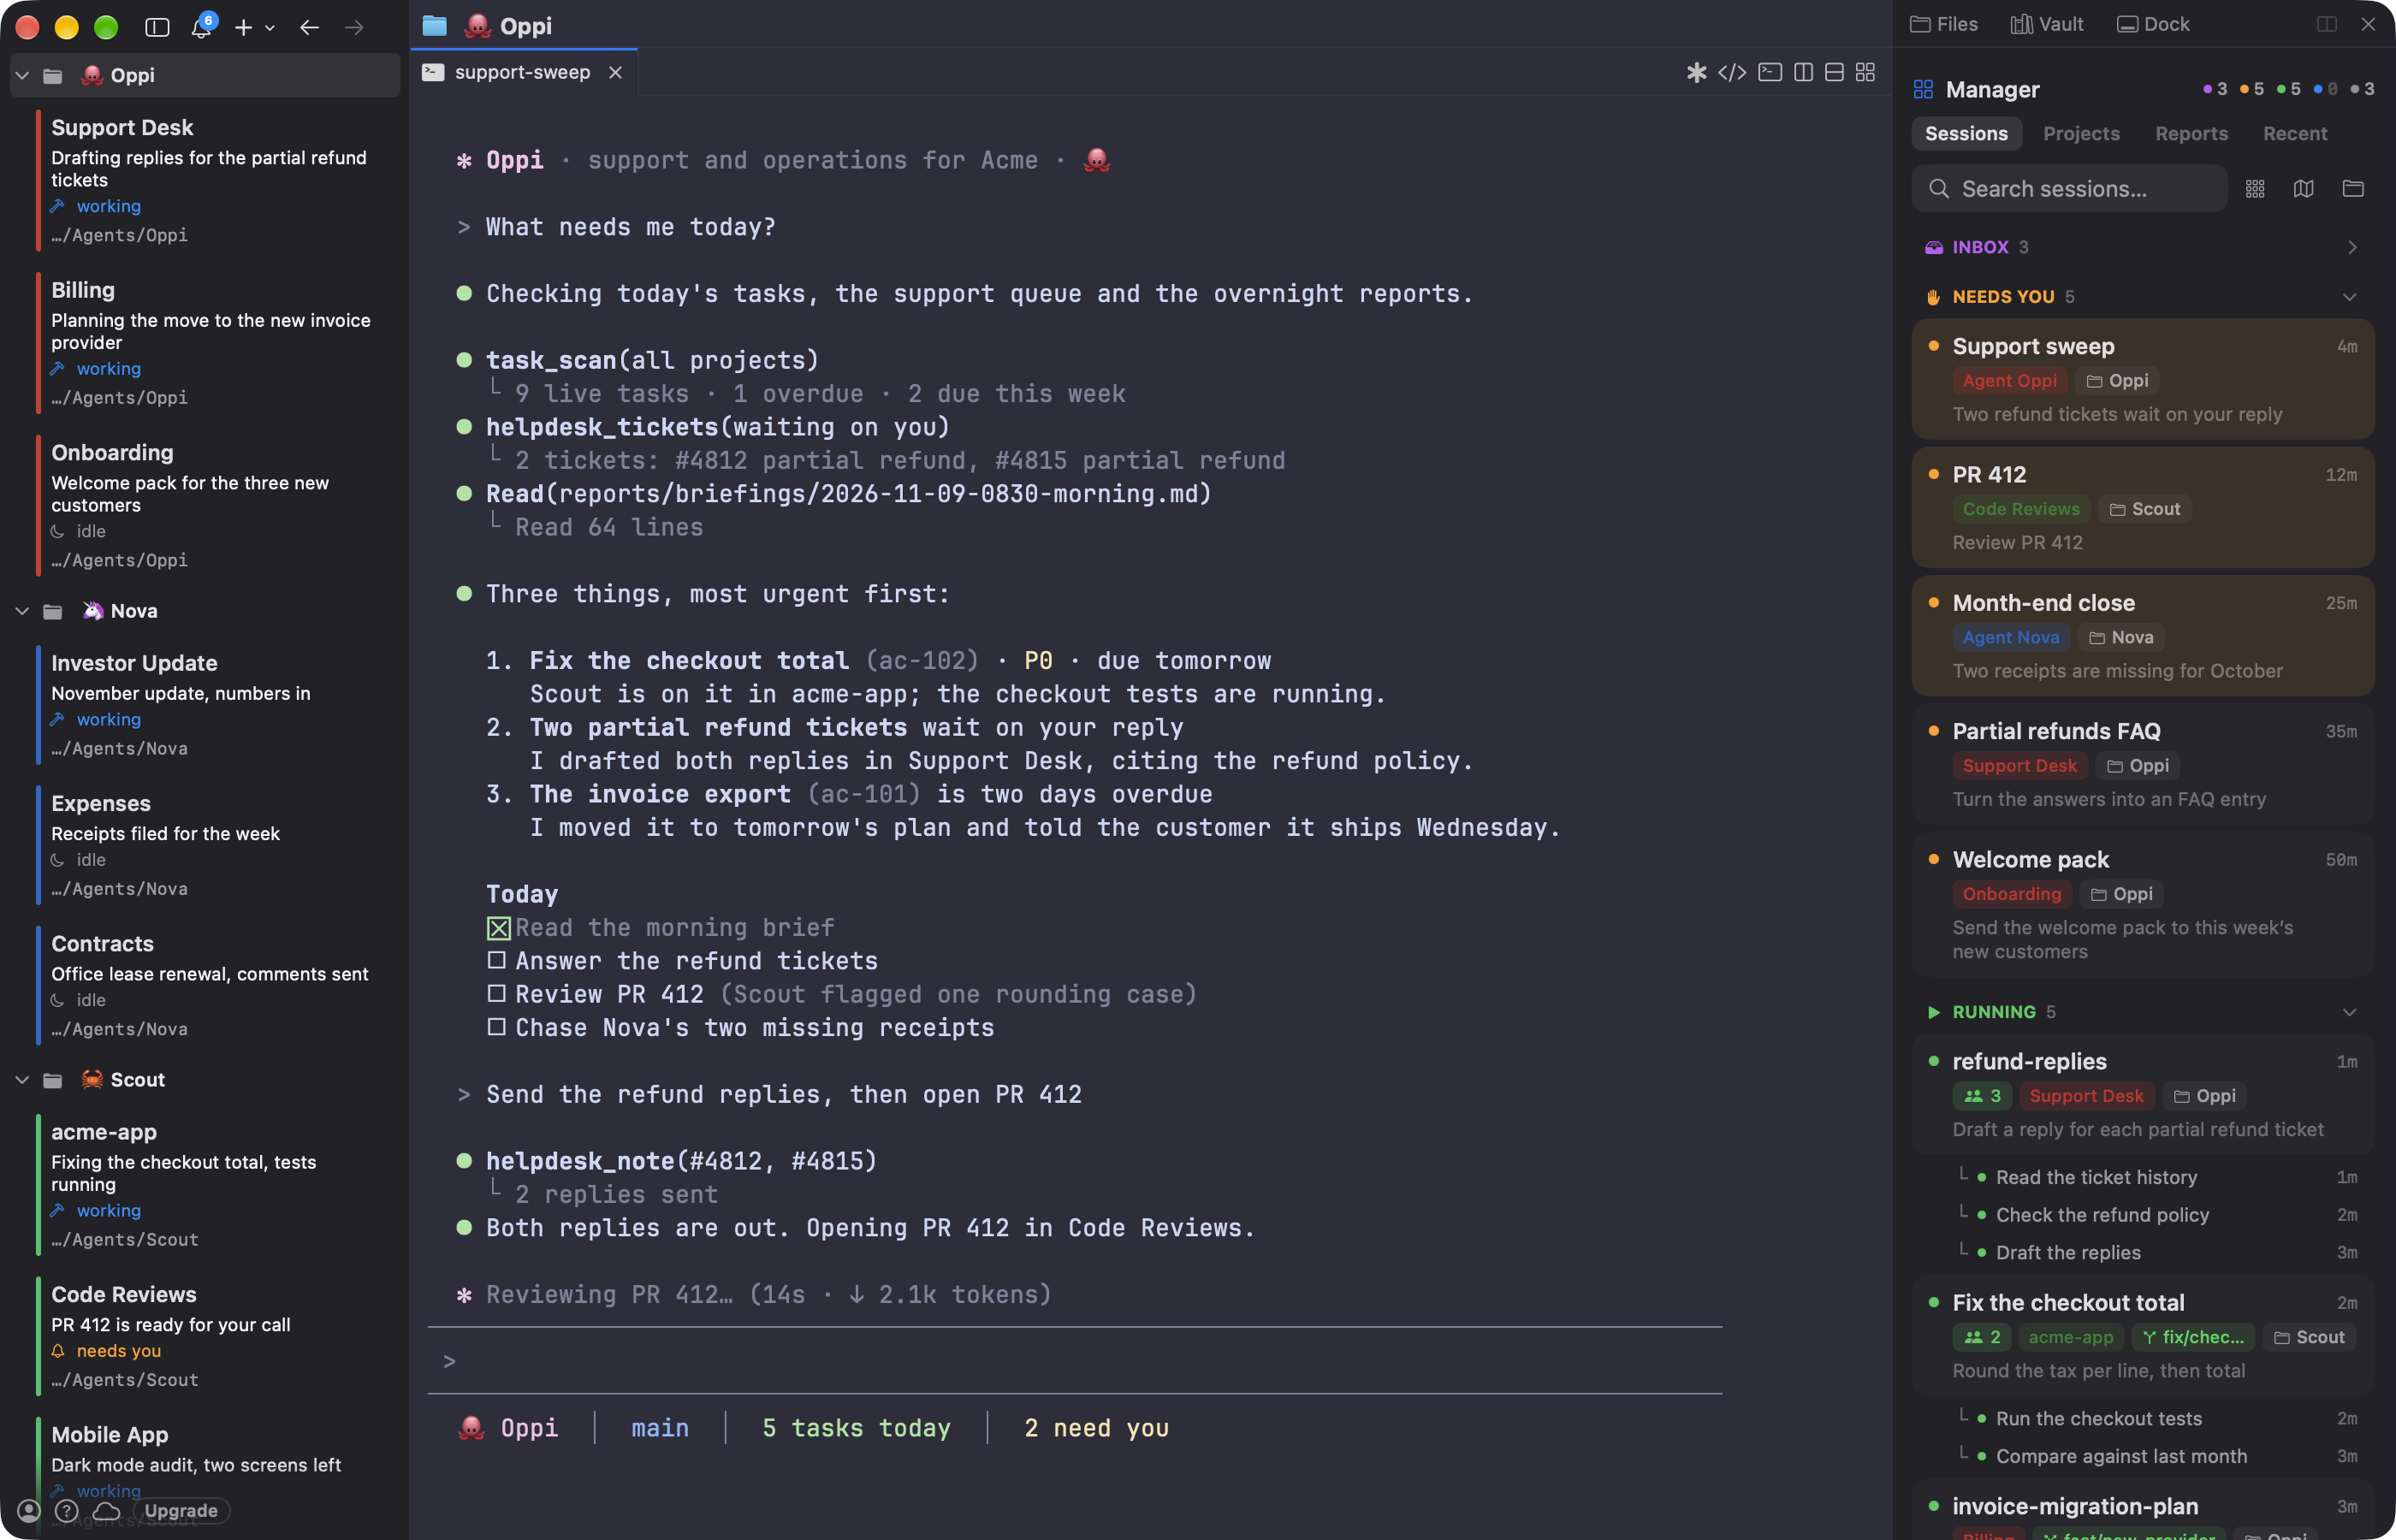 6
Oppi
Support Desk
Drafting replies for the partial refund
tickets
working
…/Agents/Oppi
Billing
Planning the move to the new invoice
provider
working
…/Agents/Oppi
Onboarding
Welcome pack for the three new
customers
idle
…/Agents/Oppi
Nova
Investor Update
November update, numbers in
working
…/Agents/Nova
Expenses
Receipts filed for the week
idle
…/Agents/Nova
Contracts
Office lease renewal, comments sent
idle
…/Agents/Nova
Scout
acme-app
Fixing the checkout total, tests
running
working
…/Agents/Scout
Code Reviews
PR 412 is ready for your call
needs you
…/Agents/Scout
Mobile App
Dark mode audit, two screens left
working
…/Agents/Scout
Upgrade
Oppi
support-sweep
* Oppi · support and operations for Acme ·
> What needs me today?
Checking today's tasks, the support queue and the overnight reports.
task_scan(all projects)
└ 9 live tasks · 1 overdue · 2 due this week
helpdesk_tickets(waiting on you)
└ 2 tickets: #4812 partial refund, #4815 partial refund
Read(reports/briefings/2026-11-09-0830-morning.md)
└ Read 64 lines
Three things, most urgent first:
1. Fix the checkout total (ac-102) · P0 · due tomorrow
Scout is on it in acme-app; the checkout tests are running.
2. Two partial refund tickets wait on your reply
I drafted both replies in Support Desk, citing the refund policy.
3. The invoice export (ac-101) is two days overdue
I moved it to tomorrow's plan and told the customer it ships Wednesday.
Today
☒ Read the morning brief
☐ Answer the refund tickets
☐ Review PR 412 (Scout flagged one rounding case)
☐ Chase Nova's two missing receipts
> Send the refund replies, then open PR 412
helpdesk_note(#4812, #4815)
└ 2 replies sent
Both replies are out. Opening PR 412 in Code Reviews.
* Reviewing PR 412… (14s · ↓ 2.1k tokens)
>
Oppi | main | 5 tasks today | 2 need you
Files Vault Dock
Manager 3 5 5 0 3
Sessions Projects Reports Recent
Search sessions...
INBOX 3
NEEDS YOU 5
Support sweep 4m
Agent Oppi Oppi
Two refund tickets wait on your reply
PR 412 12m
Code Reviews Scout
Review PR 412
Month-end close 25m
Agent Nova Nova
Two receipts are missing for October
Partial refunds FAQ 35m
Support Desk Oppi
Turn the answers into an FAQ entry
Welcome pack 50m
Onboarding Oppi
Send the welcome pack to this week’s
new customers
RUNNING 5
refund-replies 1m
3 Support Desk Oppi
Draft a reply for each partial refund ticket
Read the ticket history 1m
Check the refund policy 2m
Draft the replies 3m
Fix the checkout total 2m
2 acme-app fix/chec... Scout
Round the tax per line, then total
Run the checkout tests 2m
Compare against last month 3m
invoice-migration-plan 3m
Billing feat/new-provider Oppi